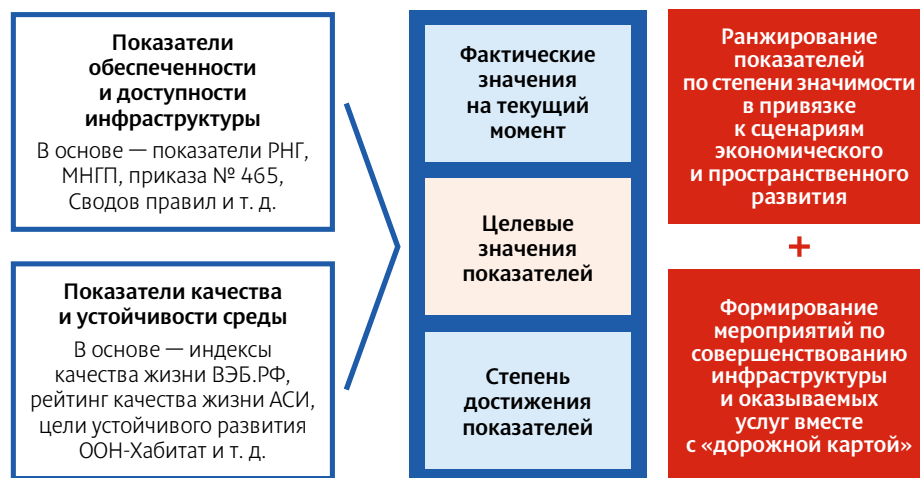 Показатели
обеспеченности
и доступности
инфраструктуры
В основе — показатели РНГ,
МНГП, приказа № 465,
Сводов правил и т. д.
Показатели качества
и устойчивости среды
В основе — индексы
качества жизни ВЭБ.РФ,
рейтинг качества жизни АСИ,
цели устойчивого развития
ООН-Хабитат и т. д.
Фактические
значения
на текущий
момент
Целевые
значения
показателей
Степень
достижения
показателей
Ранжирование
показателей
по степени значимости
в привязке
к сценариям
экономического
и пространственного
развития
+
Формирование
мероприятий по
совершенствованию
инфраструктуры
и оказываемых
услуг вместе
с «дорожной картой»